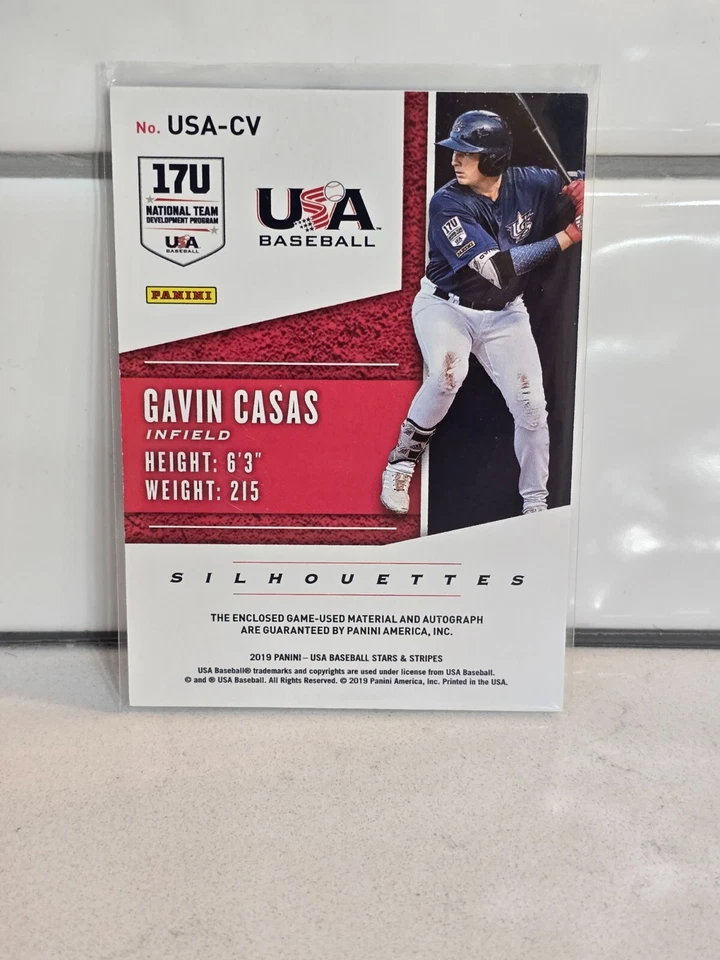 No. USA-CV
17U
NATIONAL TEAM
DEVELOPMENT PROGRAM
USA
BASEBALL
USA
BASEBALL
PANINI
17U
PANINI
GAVIN CASAS
INFIELD
HEIGHT: 6'3"
WEIGHT: 215
SILHOUETTES
THE ENCLOSED GAME-USED MATERIAL AND AUTOGRAPH
ARE GUARANTEED BY PANINI AMERICA, INC.
2019 PANINI – USA BASEBALL STARS & STRIPES
USA Baseball® trademarks and copyrights are used under license from USA Baseball.
© and ® USA Baseball. All Rights Reserved. © 2019 Panini America, Inc. Printed in the USA.